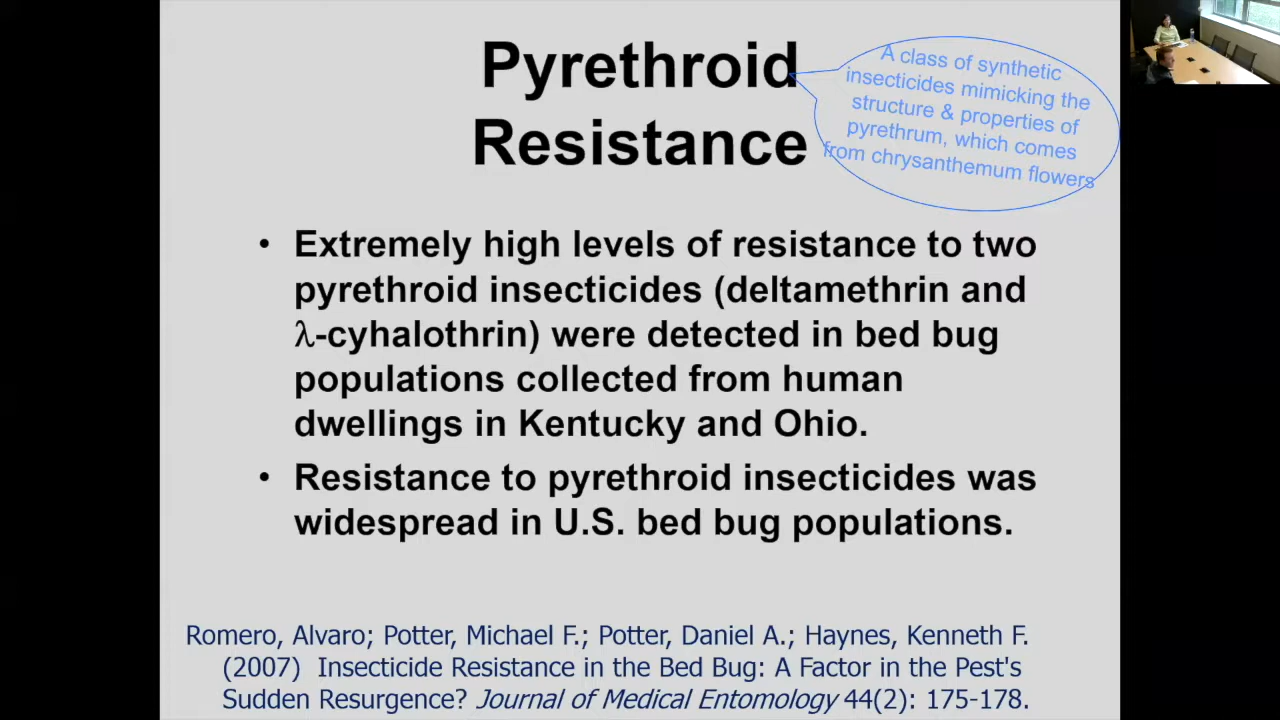 Pyrethroid
Resistance
A class of synthetic
insecticides mimicking the
structure & properties of
pyrethrum, which comes
from chrysanthemum flowers
• Extremely high levels of resistance to two
pyrethroid insecticides (deltamethrin and
λ-cyhalothrin) were detected in bed bug
populations collected from human
dwellings in Kentucky and Ohio.
• Resistance to pyrethroid insecticides was
widespread in U.S. bed bug populations.
Romero, Alvaro; Potter, Michael F.; Potter, Daniel A.; Haynes, Kenneth F.
(2007) Insecticide Resistance in the Bed Bug: A Factor in the Pest's
Sudden Resurgence? Journal of Medical Entomology 44(2): 175-178.